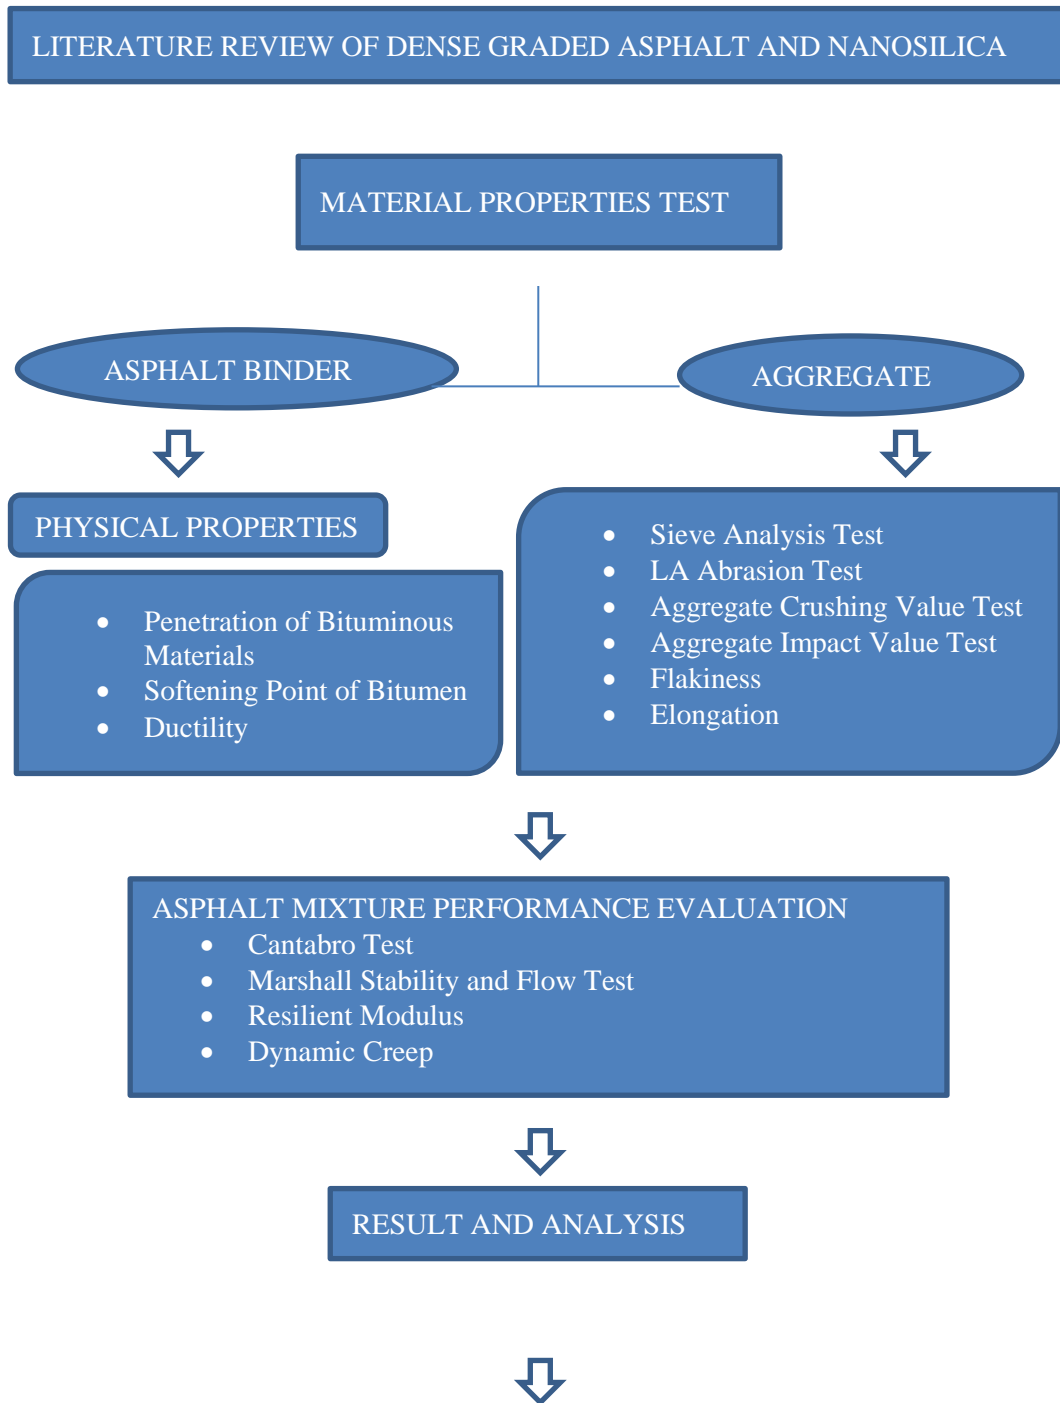 LITERATURE REVIEW OF DENSE GRADED ASPHALT AND NANOSILICA
MATERIAL PROPERTIES TEST
ASPHALT BINDER
AGGREGATE
PHYSICAL PROPERTIES
• Penetration of Bituminous
Materials
• Softening Point of Bitumen
• Ductility
• Sieve Analysis Test
• LA Abrasion Test
• Aggregate Crushing Value Test
• Aggregate Impact Value Test
• Flakiness
• Elongation
ASPHALT MIXTURE PERFORMANCE EVALUATION
• Cantabro Test
• Marshall Stability and Flow Test
• Resilient Modulus
• Dynamic Creep
RESULT AND ANALYSIS